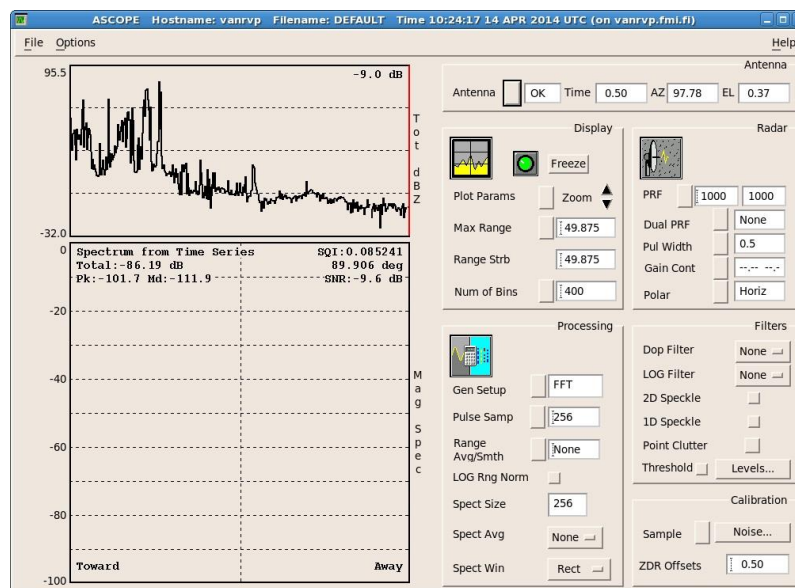 ASCOPE Hostname: vanrvp Filename: DEFAULT Time 10:24:17 14 APR 2014 UTC (on vanrvp.fmi.fi)
File Options Help
95.5
-9.0 dB
Tot dBZ
-32.0
0
Spectrum from Time Series SQI:0.085241
Total:-86.19 dB 89.906 deg
Pk:-101.7 Md:-111.9 SNR:-9.6 dB
-20
-40
-60
-80
-100
Mag Spec
Toward Away
Antenna
Antenna OK Time 0.50 AZ 97.78 EL 0.37
Display
Freeze
Plot Params Zoom
Max Range 49.875
Range Strb 49.875
Num of Bins 400
Radar
PRF 1000 1000
Dual PRF None
Pul Width 0.5
Gain Cont --.-- --.-
Polar Horiz
Processing
Gen Setup FFT
Pulse Samp 256
Range Avg/Smth None
LOG Rng Norm
Spect Size 256
Spect Avg None
Spect Win Rect
Filters
Dop Filter None
LOG Filter None
2D Speckle
1D Speckle
Point Clutter
Threshold Levels...
Calibration
Sample Noise...
ZDR Offsets 0.50